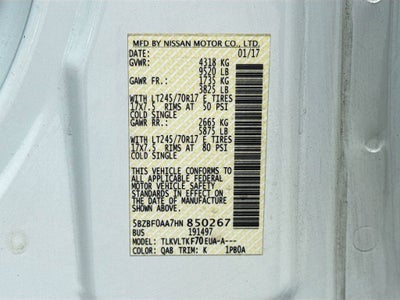 MFD BY NISSAN MOTOR CO., LTD.
DATE: 01/17
GVWR: 4318 KG
9520 LB
GAWR FR.: 1735 KG
3825 LB
WITH LT245/70R17 E TIRES
17X7.5 RIMS AT 50 PSI
COLD SINGLE
GAWR RR.: 2665 KG
5875 LB
WITH LT245/70R17 E TIRES
17X7.5 RIMS AT 80 PSI
COLD SINGLE
THIS VEHICLE CONFORMS TO ALL
APPLICABLE FEDERAL MOTOR VEHICLE
SAFETY STANDARDS IN EFFECT ON THE
DATE OF MANUFACTURE SHOWN ABOVE.
5BZBF0AA7HN 850267
BUS 191497
MODEL: TLKVLTKF70EUA-A---
COLOR: QAB TRIM: K 1PB0A